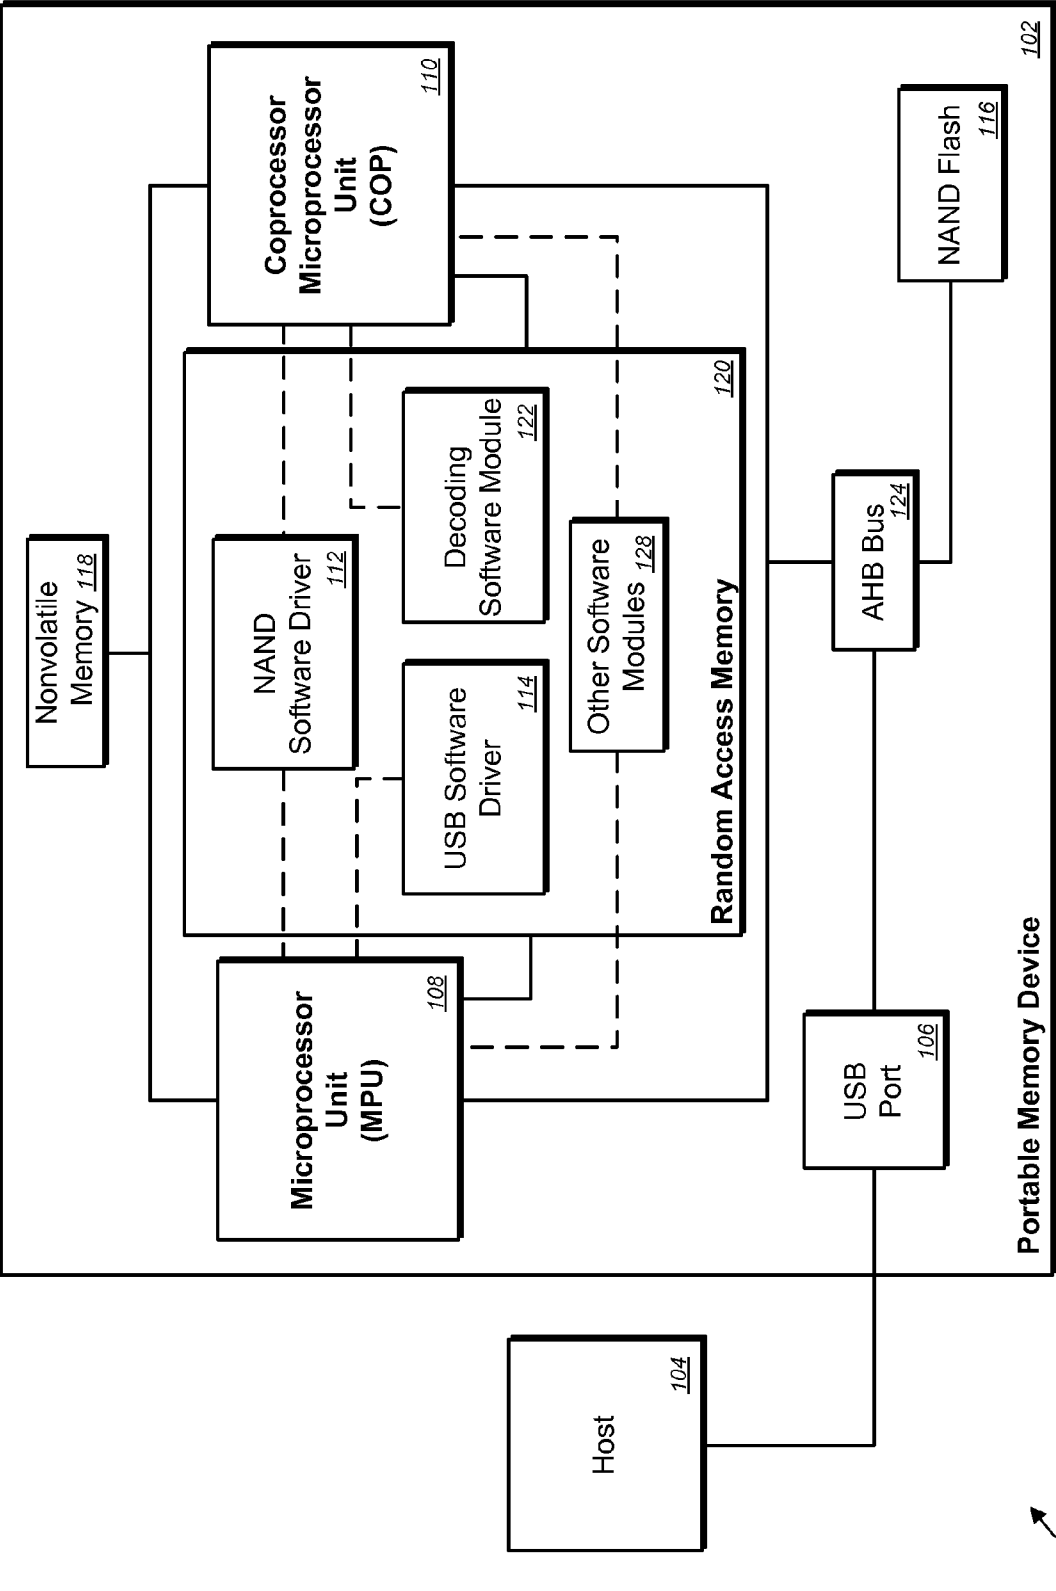 Nonvolatile
Memory 118
Microprocessor
Unit
(MPU)
108
NAND
Software Driver
112
Coprocessor
Microprocessor
Unit
(COP)
110
USB Software
Driver
114
Decoding
Software Module
122
Other Software
Modules 128
Random Access Memory
120
Host
104
USB
Port
106
AHB Bus
124
NAND Flash
116
Portable Memory Device
102